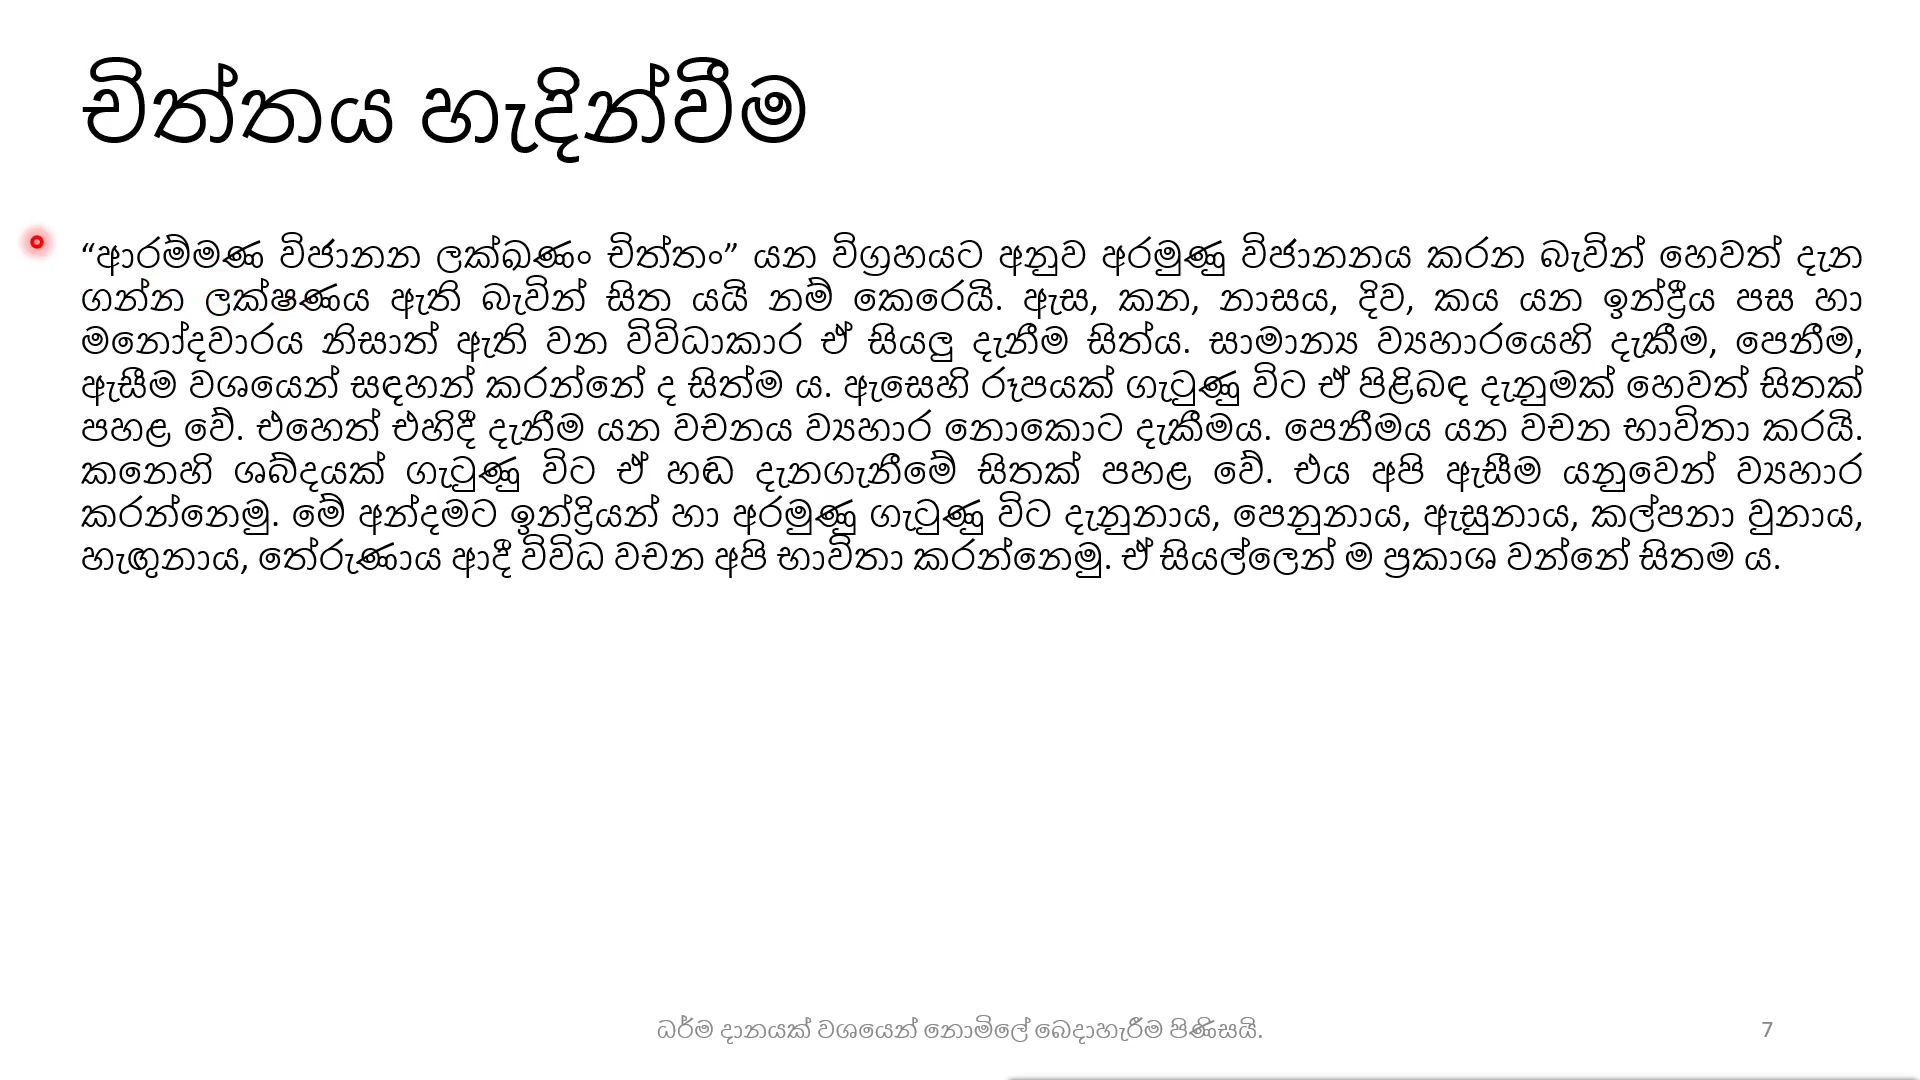 චිත්තය හැදින්වීම
“ආරම්මණ විජානන ලක්ඛණං චිත්තං” යන විග්‍රහයට අනුව අරමුණු විජානනය කරන බැවින් හෙවත් දැන
ගන්න ලක්ෂණය ඇති බැවින් සිත යයි නම් කෙරෙයි. ඇස, කන, නාසය, දිව, කය යන ඉන්ද්‍රීය පස හා
මනෝද්වාරය නිසාත් ඇති වන විවිධාකාර ඒ සියලු දැනීම සිත්ය. සාමාන්‍ය ව්‍යහාරයෙහි දැකීම, පෙනීම,
ඇසීම වශයෙන් සඳහන් කරන්නේ ද සිත්ම ය. ඇසෙහි රූපයක් ගැටුණු විට ඒ පිළිබඳ දැනුමක් හෙවත් සිතක්
පහළ වේ. එහෙත් එහිදී දැනීම යන වචනය ව්‍යහාර නොකොට දැකීමය. පෙනීමය යන වචන භාවිතා කරයි.
කනෙහි ශබ්දයක් ගැටුණු විට ඒ හඬ දැනගැනීමේ සිතක් පහළ වේ. එය අපි ඇසීම යනුවෙන් ව්‍යහාර
කරන්නෙමු. මේ අන්දමට ඉන්ද්‍රියන් හා අරමුණු ගැටුණු විට දැනුනාය, පෙනුනාය, ඇසුනාය, කල්පනා වුනාය,
හැඟුනාය, තේරුණාය ආදී විවිධ වචන අපි භාවිතා කරන්නෙමු. ඒ සියල්ලෙන් ම ප්‍රකාශ වන්නේ සිතම ය.
ධර්ම දානයක් වශයෙන් නොමිලේ බෙදාහැරීම පිණිසයි.
7